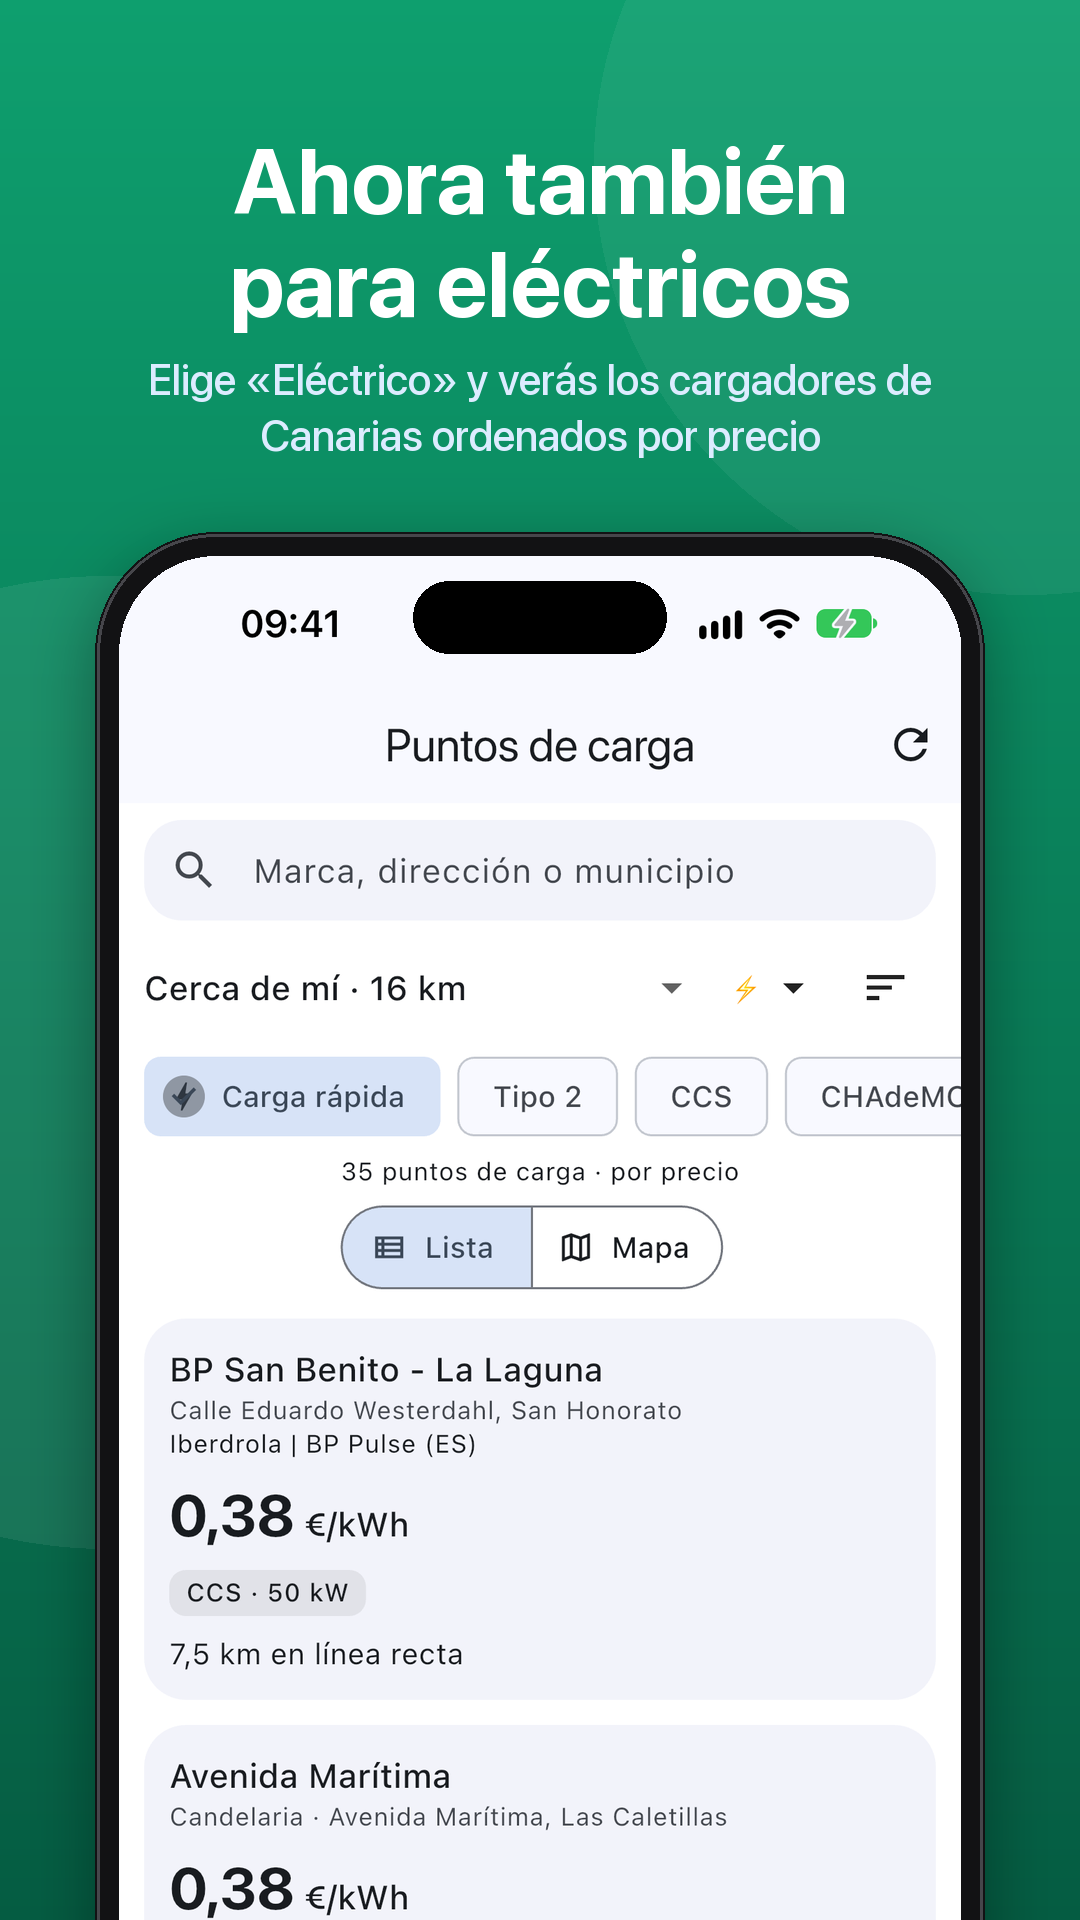 Ahora también
para eléctricos
Elige «Eléctrico» y verás los cargadores de
Canarias ordenados por precio
09:41
Puntos de carga
Marca, dirección o municipio
Cerca de mí · 16 km
Carga rápida
Tipo 2
CCS
CHAdeMO
35 puntos de carga · por precio
Lista
Mapa
BP San Benito - La Laguna
Calle Eduardo Westerdahl, San Honorato
Iberdrola | BP Pulse (ES)
0,38 €/kWh
CCS · 50 kW
7,5 km en línea recta
Avenida Marítima
Candelaria · Avenida Marítima, Las Caletillas
0,38 €/kWh